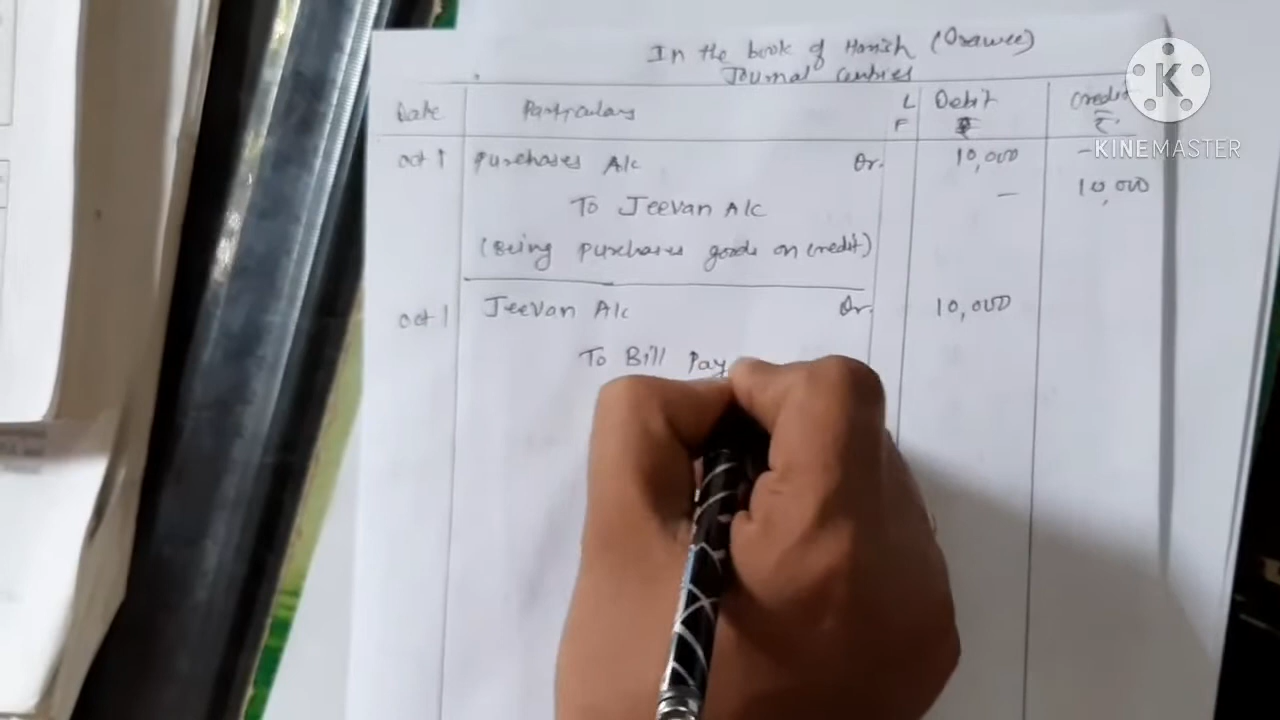 In the book of Harish (Drawee)
Journal entries
Date Particulars L F Debit ₹ Credit ₹
Oct 1 Purchases A/c Dr. 10,000 -
To Jeevan A/c - 10,000
(Being purchases goods on credit)
Oct 1 Jeevan A/c Dr. 10,000
To Bill Pay
K
KINEMASTER